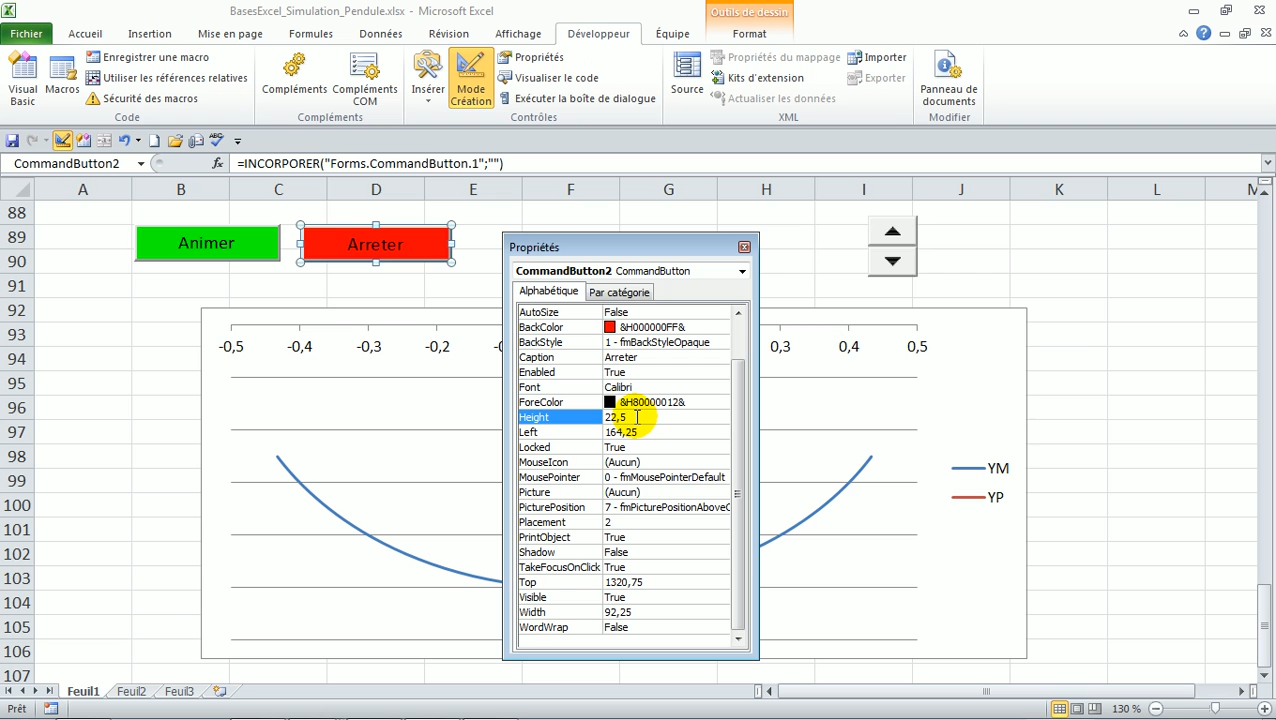 BasesExcel_Simulation_Pendule.xlsx - Microsoft Excel
Outils de dessin
Fichier Accueil Insertion Mise en page Formules Données Révision Affichage Développeur Équipe Format
Visual Basic
Macros
Enregistrer une macro
Utiliser les références relatives
Sécurité des macros
Code
Compléments
Compléments COM
Compléments
Insérer
Mode Création
Propriétés
Visualiser le code
Exécuter la boîte de dialogue
Contrôles
Source
Propriétés du mappage
Kits d'extension
Actualiser les données
Importer
Exporter
XML
Panneau de documents
Modifier
CommandButton2 fx =INCORPORER("Forms.CommandButton.1";"")
A B C D E F G H I J K L M
88
89
90
91
92
93
94
95
96
97
98
99
100
101
102
103
104
105
106
107
Animer Arreter
-0,5 -0,4 -0,3 -0,2 0,3 0,4 0,5
YM
YP
Propriétés
CommandButton2 CommandButton
Alphabétique Par catégorie
AutoSize False
BackColor &H000000FF&
BackStyle 1 - fmBackStyleOpaque
Caption Arreter
Enabled True
Font Calibri
ForeColor &H80000012&
Height 22,5
Left 164,25
Locked True
MouseIcon (Aucun)
MousePointer 0 - fmMousePointerDefault
Picture (Aucun)
PicturePosition 7 - fmPicturePositionAboveC
Placement 2
PrintObject True
Shadow False
TakeFocusOnClick True
Top 1320,75
Visible True
Width 92,25
WordWrap False
Feuil1 Feuil2 Feuil3
Prêt 130 %